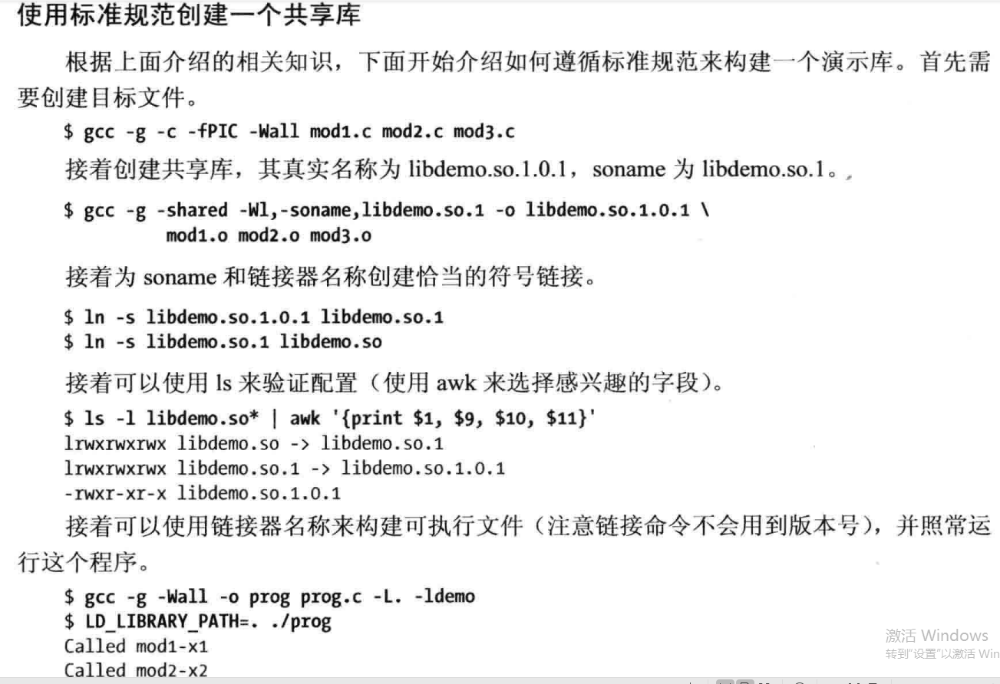 使用标准规范创建一个共享库
根据上面介绍的相关知识，下面开始介绍如何遵循标准规范来构建一个演示库。首先需
要创建目标文件。
$ gcc -g -c -fPIC -Wall mod1.c mod2.c mod3.c
接着创建共享库，其真实名称为 libdemo.so.1.0.1，soname 为 libdemo.so.1。
$ gcc -g -shared -Wl,-soname,libdemo.so.1 -o libdemo.so.1.0.1 \
mod1.o mod2.o mod3.o
接着为 soname 和链接器名称创建恰当的符号链接。
$ ln -s libdemo.so.1.0.1 libdemo.so.1
$ ln -s libdemo.so.1 libdemo.so
接着可以使用 ls 来验证配置（使用 awk 来选择感兴趣的字段）。
$ ls -l libdemo.so* | awk '{print $1, $9, $10, $11}'
lrwxrwxrwx libdemo.so -> libdemo.so.1
lrwxrwxrwx libdemo.so.1 -> libdemo.so.1.0.1
-rwxr-xr-x libdemo.so.1.0.1
接着可以使用链接器名称来构建可执行文件（注意链接命令不会用到版本号），并照常运
行这个程序。
$ gcc -g -Wall -o prog prog.c -L. -ldemo
$ LD_LIBRARY_PATH=. ./prog
Called mod1-x1
Called mod2-x2
激活 Windows
转到“设置”以激活 Win